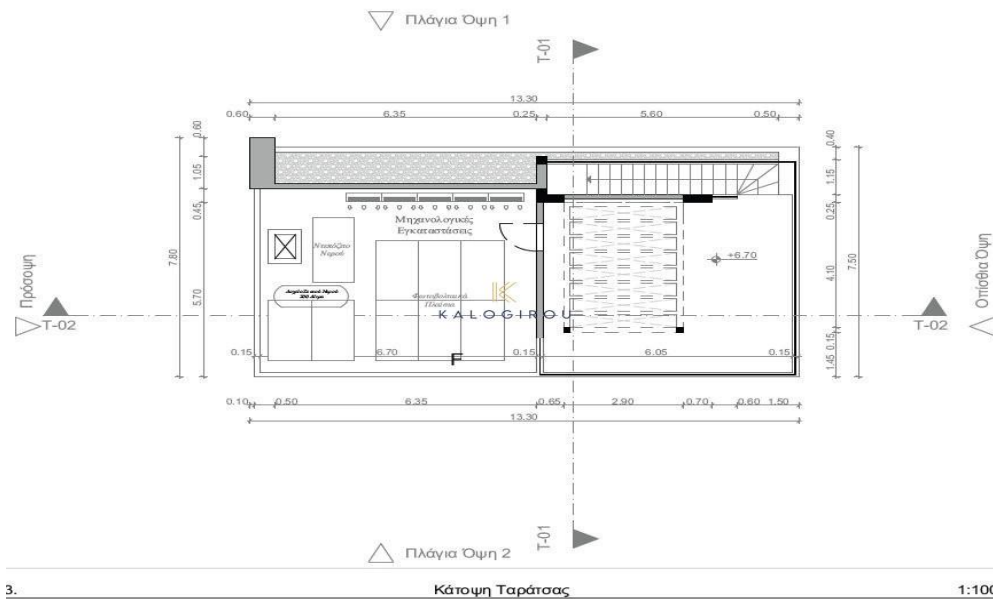 Πλάγια Όψη 1
T-01
13.30
0.60 6.35 0.25 5.60 0.50
0.60
1.05
0.45
5.70
7.80
0.40
1.15
0.25
4.10
0.15
1.45
7.50
Μηχανολογικές
Εγκαταστάσεις
Ντεπόζιτο
Νερού
Φωτοβολταικά
Πλαίσια
+6.70
KALOGIROU
Πρόσοψη
T-02
Οπίσθια Όψη
T-02
0.15 6.70 0.15 6.05 0.15
F
0.10 0.50 6.35 0.65 2.90 0.70 0.60 1.50
13.30
T-01
Πλάγια Όψη 2
3.
Κάτοψη Ταράτσας
1:100